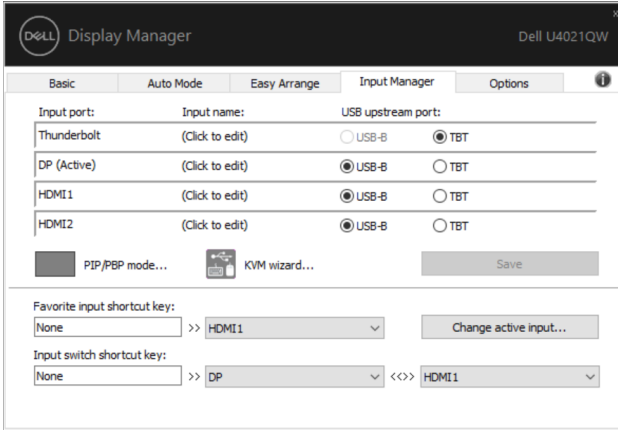 DELL Display Manager
Dell U4021QW
x
Basic Auto Mode Easy Arrange Input Manager Options i
Input port: Input name: USB upstream port:
Thunderbolt (Click to edit) USB-B TBT
DP (Active) (Click to edit) USB-B TBT
HDMI1 (Click to edit) USB-B TBT
HDMI2 (Click to edit) USB-B TBT
PIP/PBP mode... KVM wizard... Save
Favorite input shortcut key:
None >> HDMI1 Change active input...
Input switch shortcut key:
None >> DP <<>> HDMI1